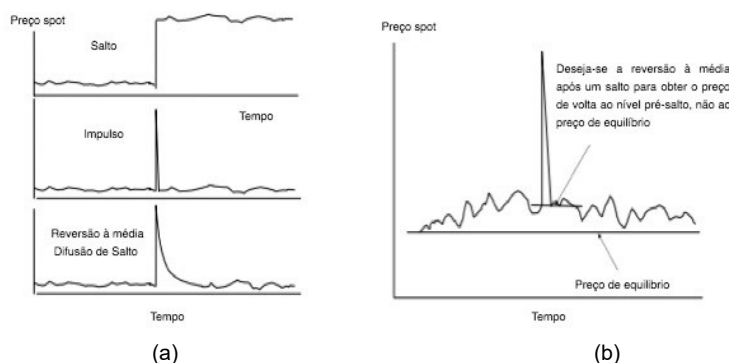 Preço spot
Salto
Impulso
Tempo
Reversão à média
Difusão de Salto
Tempo
(a)
Preço spot
Deseja-se a reversão à média
após um salto para obter o preço
de volta ao nível pré-salto, não ao
preço de equilíbrio
Preço de equilíbrio
Tempo
(b)